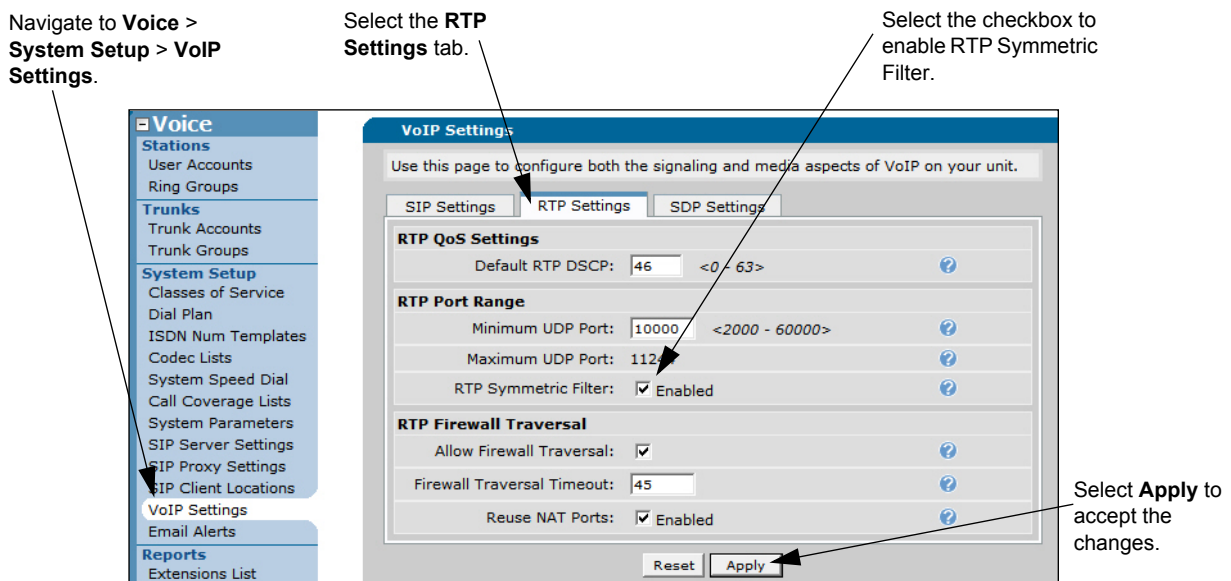 Navigate to Voice >
System Setup > VoIP
Settings.
Select the RTP
Settings tab.
Select the checkbox to
enable RTP Symmetric
Filter.
Voice
Stations
User Accounts
Ring Groups
Trunks
Trunk Accounts
Trunk Groups
System Setup
Classes of Service
Dial Plan
ISDN Num Templates
Codec Lists
System Speed Dial
Call Coverage Lists
System Parameters
SIP Server Settings
SIP Proxy Settings
SIP Client Locations
VoIP Settings
Email Alerts
Reports
Extensions List
VoIP Settings
Use this page to configure both the signaling and media aspects of VoIP on your unit.
SIP Settings RTP Settings SDP Settings
RTP QoS Settings
Default RTP DSCP: 46 <0 - 63>
RTP Port Range
Minimum UDP Port: 10000 <2000 - 60000>
Maximum UDP Port:
RTP Symmetric Filter: Enabled
RTP Firewall Traversal
Allow Firewall Traversal:
Firewall Traversal Timeout: 45
Reuse NAT Ports: Enabled
Reset Apply
Select Apply to
accept the
changes.